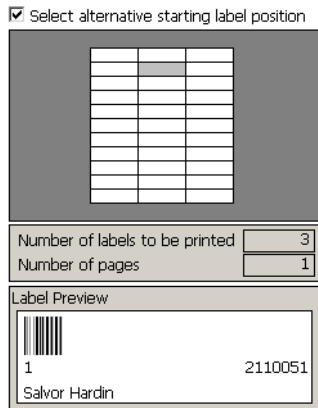 Select alternative starting label position
Number of labels to be printed 3
Number of pages 1
Label Preview
1 2110051
Salvor Hardin